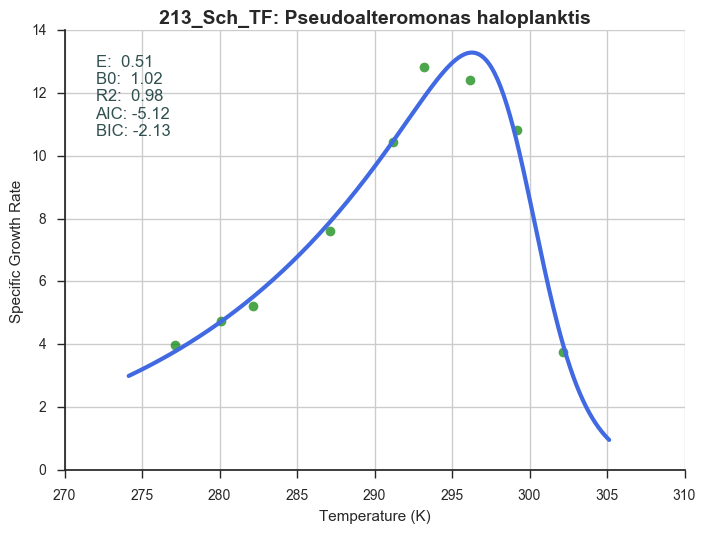 213_Sch_TF: Pseudoalteromonas haloplanktis
E: 0.51
B0: 1.02
R2: 0.98
AIC: -5.12
BIC: -2.13
Specific Growth Rate
14
12
10
8
6
4
2
0
270 275 280 285 290 295 300 305 310
Temperature (K)